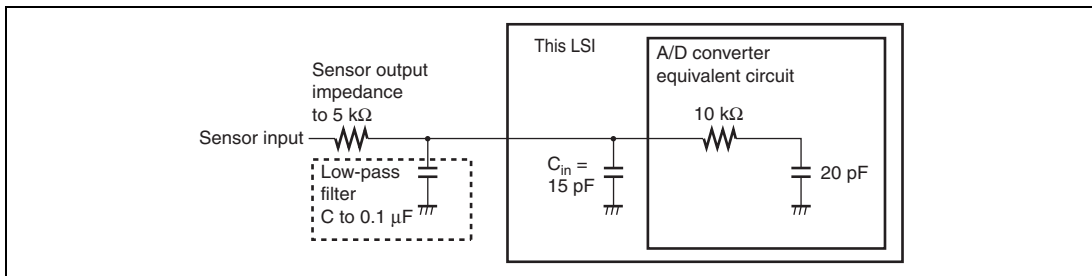 This LSI
A/D converter
equivalent circuit
Sensor output
impedance
to 5 kΩ
10 kΩ
Sensor input
Low-pass
filter
C to 0.1 μF
Cin =
15 pF
20 pF